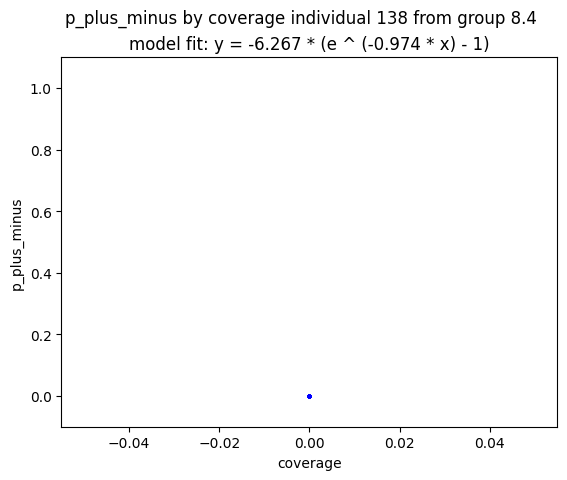 p_plus_minus by coverage individual 138 from group 8.4
model fit: y = -6.267 * (e ^ (-0.974 * x) - 1)
1.0
0.8
0.6
0.4
0.2
0.0
p_plus_minus
−0.04 −0.02 0.00 0.02 0.04
coverage